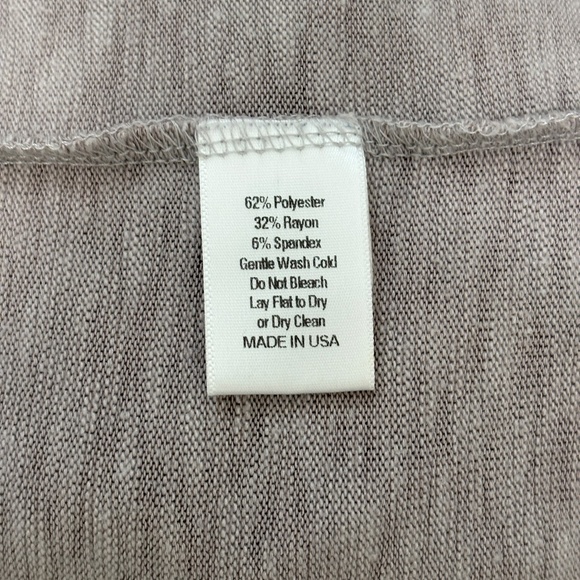 62% Polyester
32% Rayon
6% Spandex
Gentle Wash Cold
Do Not Bleach
Lay Flat to Dry
or Dry Clean
MADE IN USA